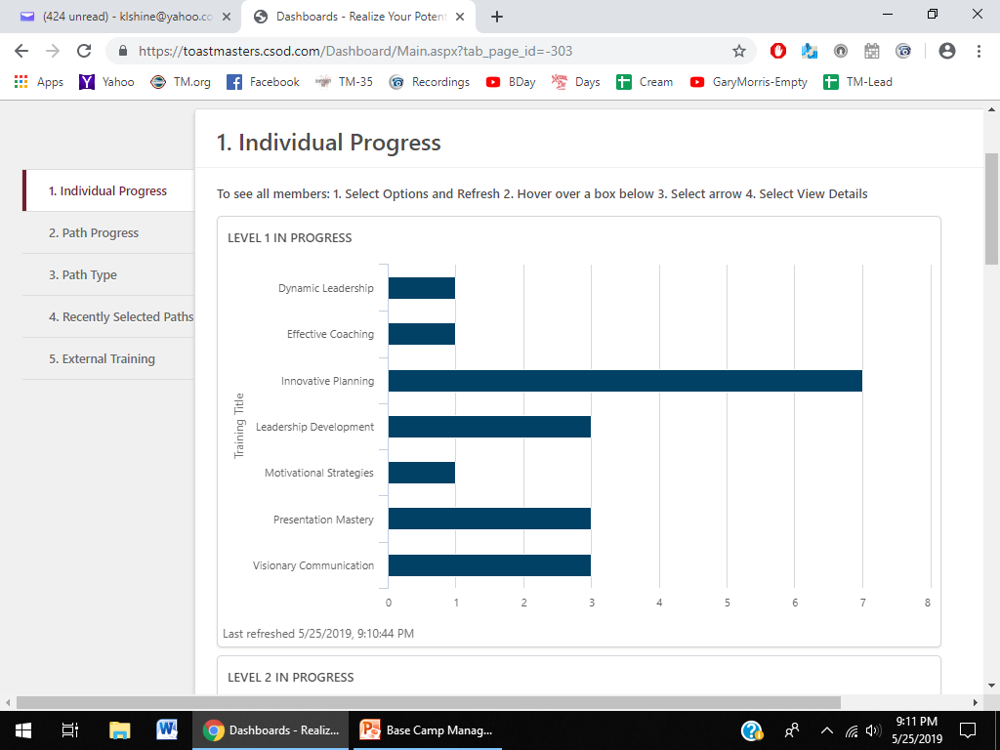 (424 unread) - klshine@yahoo.co
Dashboards - Realize Your Potent
https://toastmasters.csod.com/Dashboard/Main.aspx?tab_page_id=-303
Apps Yahoo TM.org Facebook TM-35 Recordings BDay Days Cream GaryMorris-Empty TM-Lead
1. Individual Progress
2. Path Progress
3. Path Type
4. Recently Selected Paths
5. External Training
1. Individual Progress
To see all members: 1. Select Options and Refresh 2. Hover over a box below 3. Select arrow 4. Select View Details
LEVEL 1 IN PROGRESS
Training Title
Dynamic Leadership
Effective Coaching
Innovative Planning
Leadership Development
Motivational Strategies
Presentation Mastery
Visionary Communication
0 1 2 3 4 5 6 7 8
Last refreshed 5/25/2019, 9:10:44 PM
LEVEL 2 IN PROGRESS
Dashboards - Realiz...
Base Camp Manag...
9:11 PM
5/25/2019